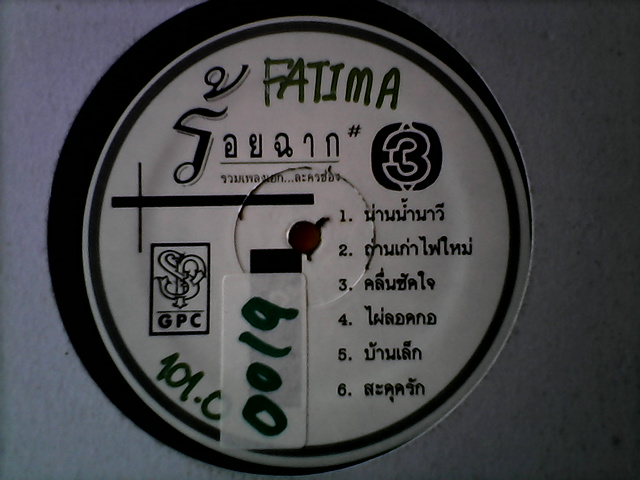 FATIMA
ร้อยฉาก #3
รวมเพลงเอก...ละครช่อง
1. น่านน้ำนาวี
2. ถ่านเก่าไฟใหม่
3. คลื่นซัดใจ
4. ไผ่ลอดกอ
5. บ้านเล็ก
6. สะดุดรัก
GPC
101.0
0019